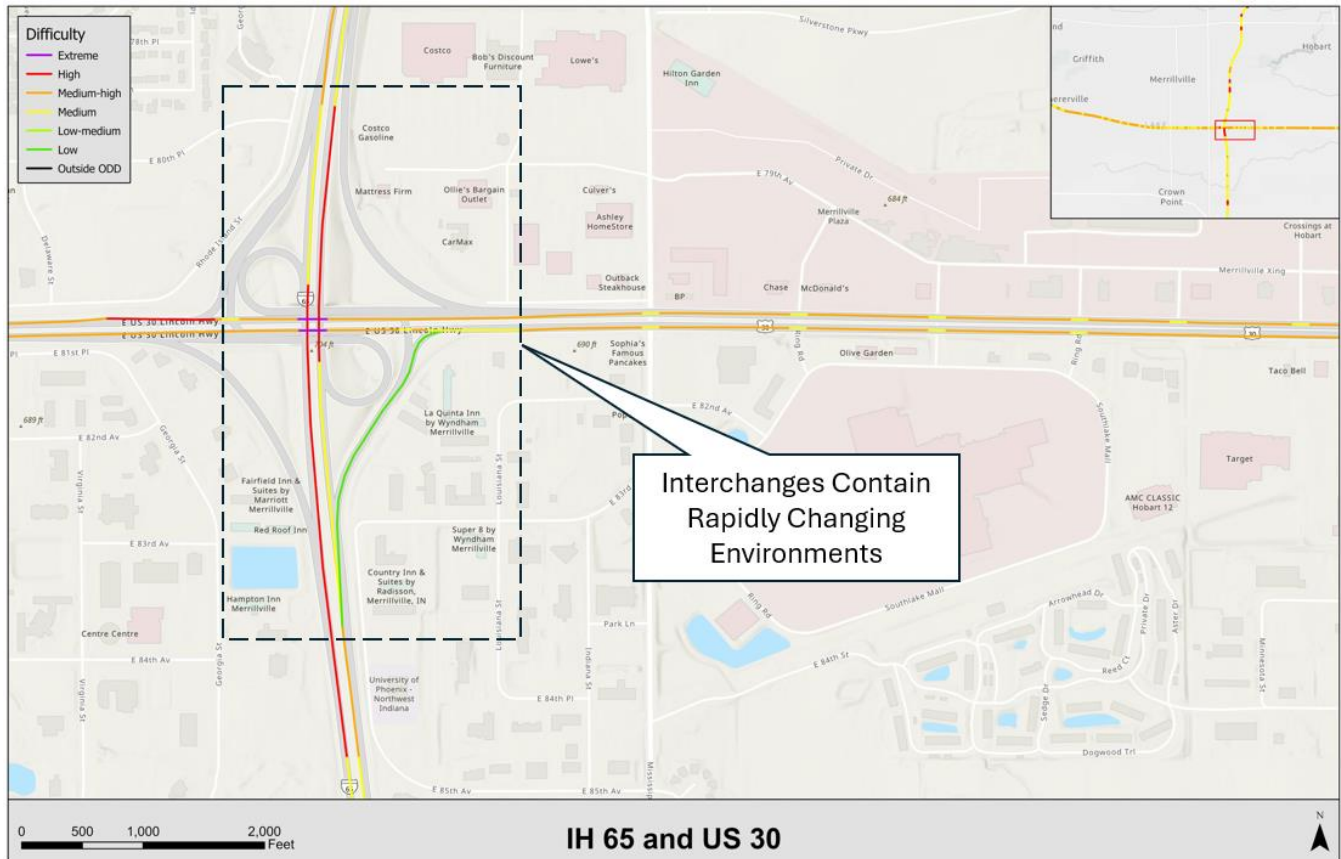 Difficulty
Extreme
High
Medium-high
Medium
Low-medium
Low
Outside ODD
78th Pl
Costco
Bob's Discount
Furniture
Lowe's
Silverstone Pkwy
Hilton Garden
Inn
Griffith
Merrillville
Hobart
Crown
Point
E 80th Pl
Costco
Gasoline
Mattress Firm
Ollie's Bargain
Outlet
Culver's
Ashley
HomeStore
CarMax
Outback
Steakhouse
E 79th Av
Private Dr
684 ft
Merrillville
Plaza
Crossings at
Hobart
Merrillville Xing
Delaware St
Rhode Island St
BP
Chase
McDonald's
E US 30 Lincoln Hwy
E US 30 Lincoln Hwy
E US 30 Lincoln Hwy
30
30
E 81st Pl
690 ft
Sophia's
Famous
Pancakes
Ring Rd
Olive Garden
Ring Rd
Taco Bell
689 ft
E 82nd Av
Georgia St
Virginia St
La Quinta Inn
by Wyndham
Merrillville
E 82nd Av
Louisiana St
Southlake Mall
Target
AMC CLASSIC
Hobart 12
Fairfield Inn &
Suites by
Marriott
Merrillville
Red Roof Inn
E 83rd Av
Super 8 by
Wyndham
Merrillville
Interchanges Contain
Rapidly Changing
Environments
Hampton Inn
Merrillville
Country Inn &
Suites by
Radisson,
Merrillville, IN
Centre Centre
Louisiana St
Park Ln
Ring Rd
Southlake Mall
Arrowhead Dr
Private Dr
Aster Dr
Reed Ct
Sedge Dr
Minnesota St
E 84th Av
Georgia St
Virginia St
University of
Phoenix -
Northwest
Indiana
E 84th Pl
Indiana St
E 84th St
Dogwood Trl
E 85th Av
E 85th Av
0 500 1,000 2,000
Feet
IH 65 and US 30
N